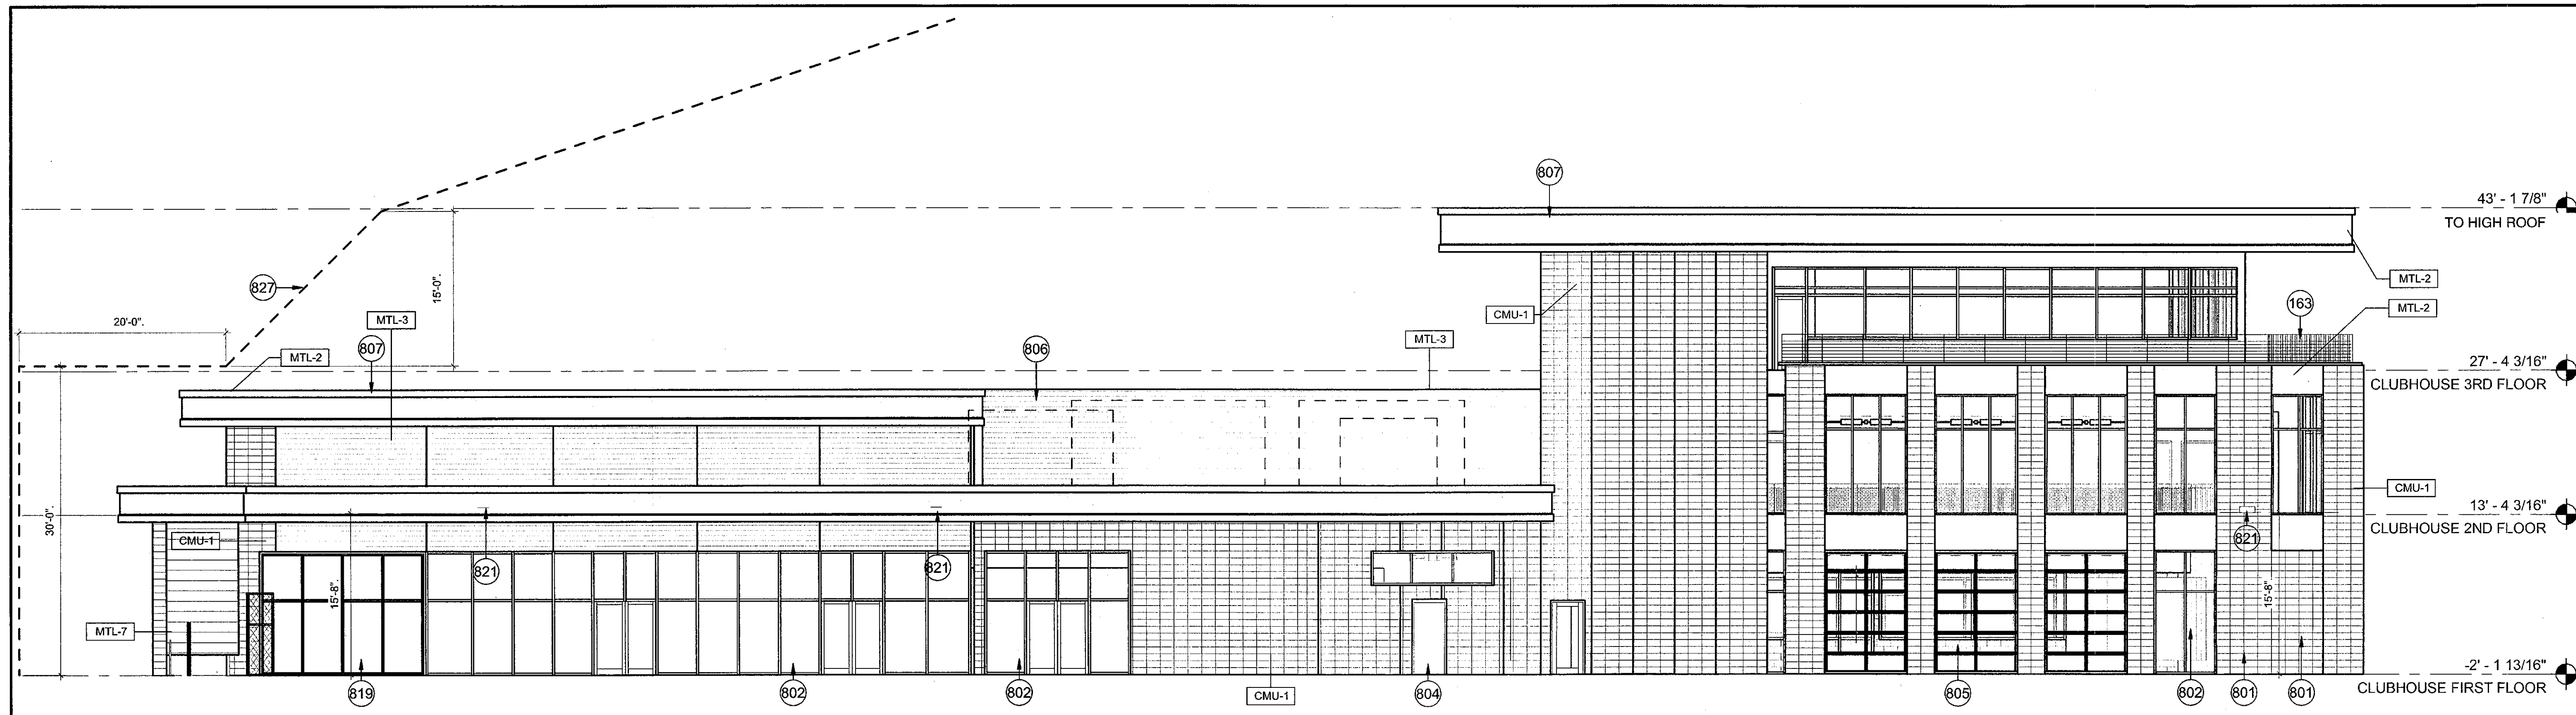 807
43' - 1 7/8"
TO HIGH ROOF
827
15'-0".
MTL-2
CMU-1
163
MTL-2
20'-0".
MTL-3
MTL-3
807
806
MTL-2
27' - 4 3/16"
CLUBHOUSE 3RD FLOOR
30'-0".
CMU-1
13' - 4 3/16"
CLUBHOUSE 2ND FLOOR
CMU-1
821
821
821
15'-8".
15'-8"
MTL-7
-2' - 1 13/16"
CLUBHOUSE FIRST FLOOR
819
802
802
CMU-1
804
805
802
801
801